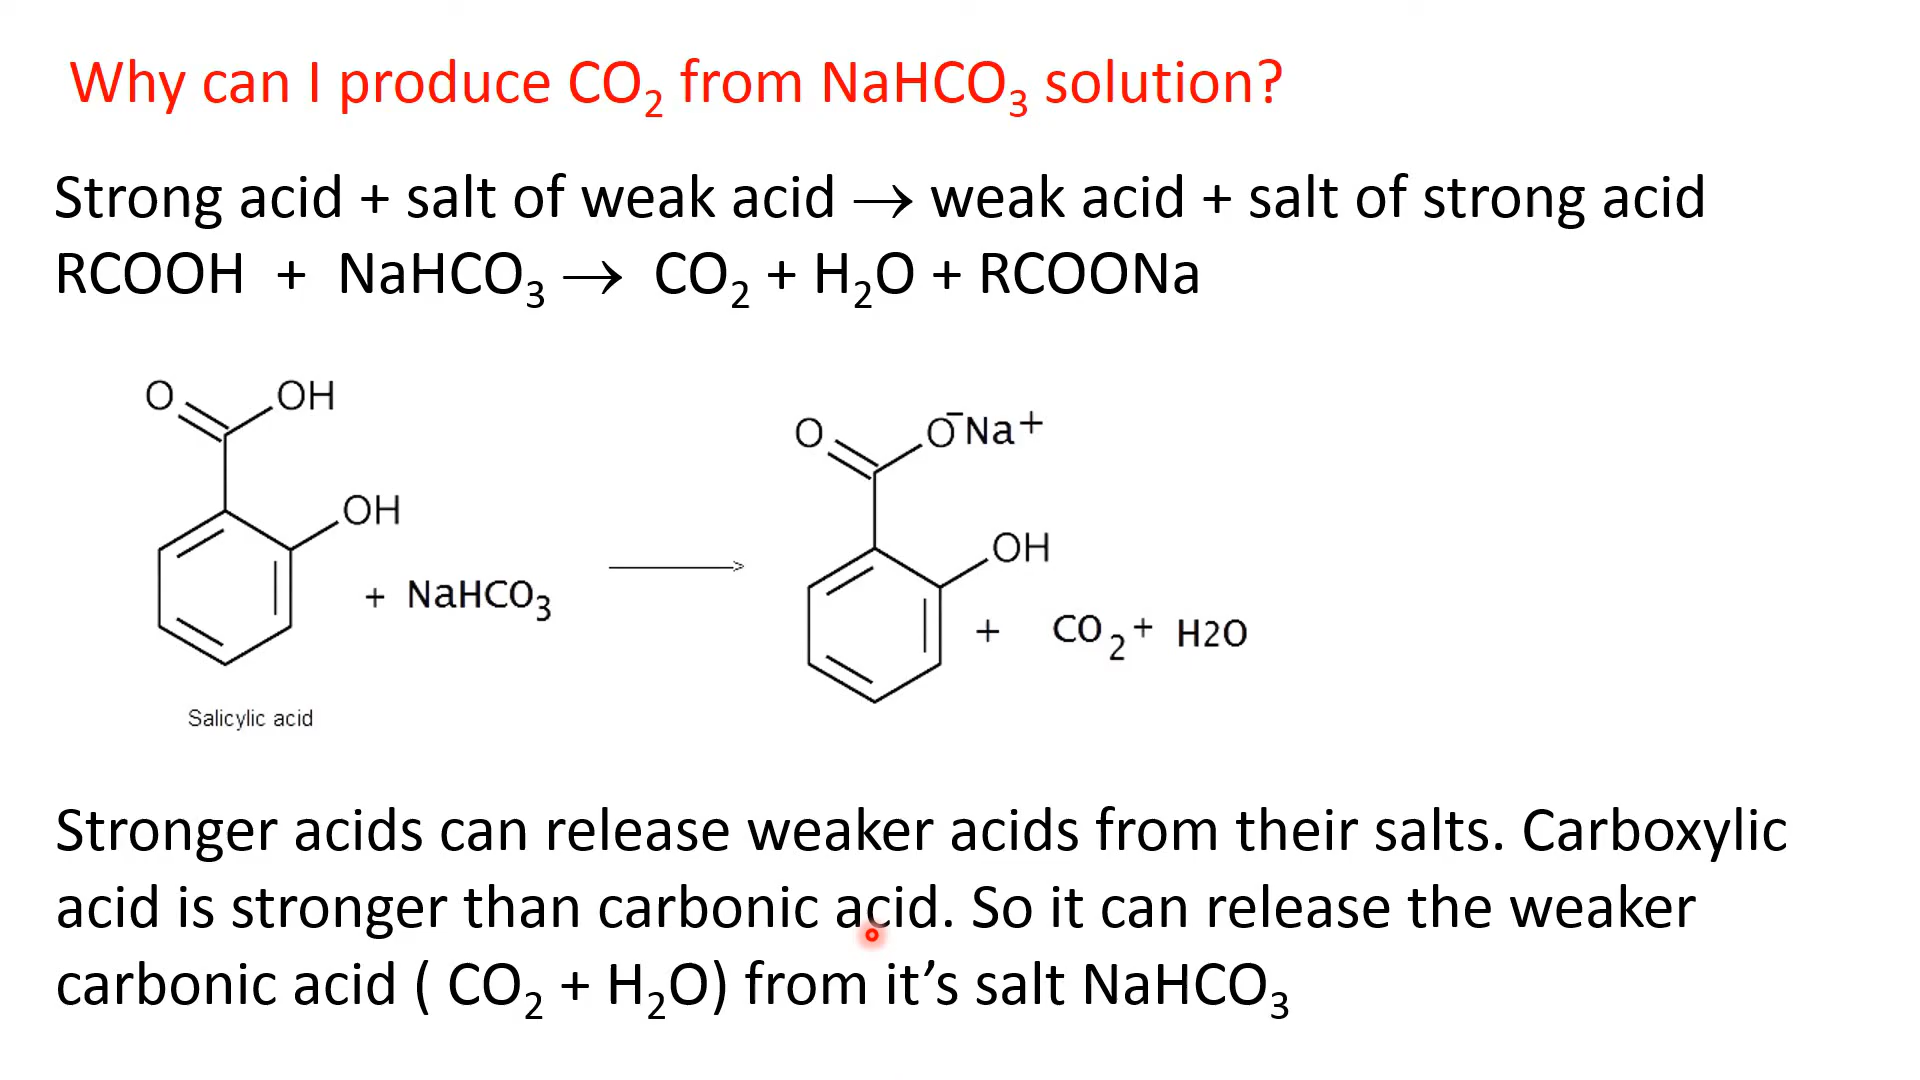 Why can I produce CO₂ from NaHCO₃ solution?
Strong acid + salt of weak acid → weak acid + salt of strong acid
RCOOH + NaHCO₃ → CO₂ + H₂O + RCOONa
O OH
O O⁻Na⁺
OH
OH
+ NaHCO₃
+ CO₂ + H2O
Salicylic acid
Stronger acids can release weaker acids from their salts. Carboxylic
acid is stronger than carbonic acid. So it can release the weaker
carbonic acid ( CO₂ + H₂O) from it’s salt NaHCO₃